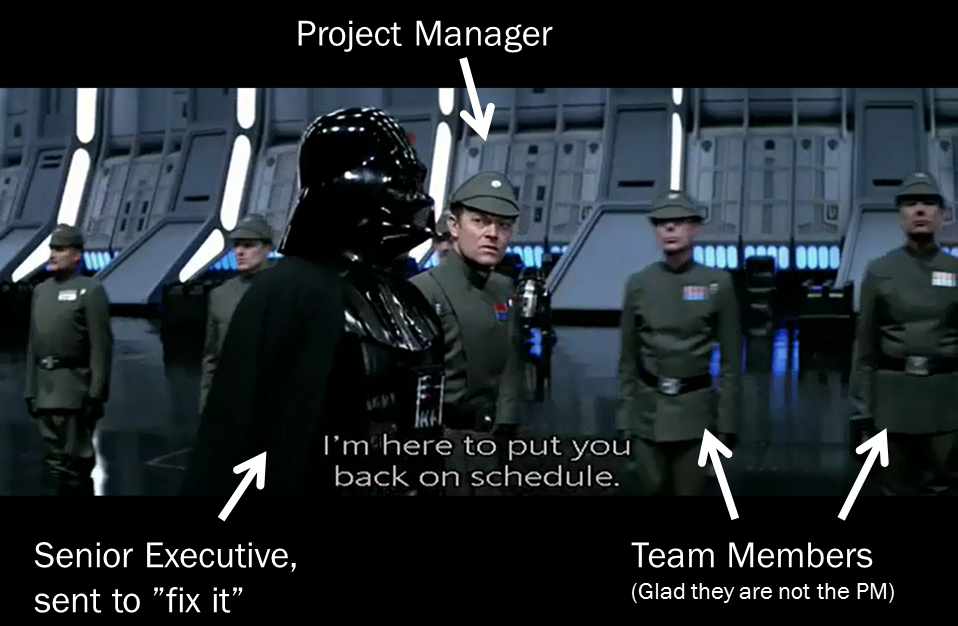 Project Manager
I'm here to put you
back on schedule.
Senior Executive,
sent to ”fix it”
Team Members
(Glad they are not the PM)